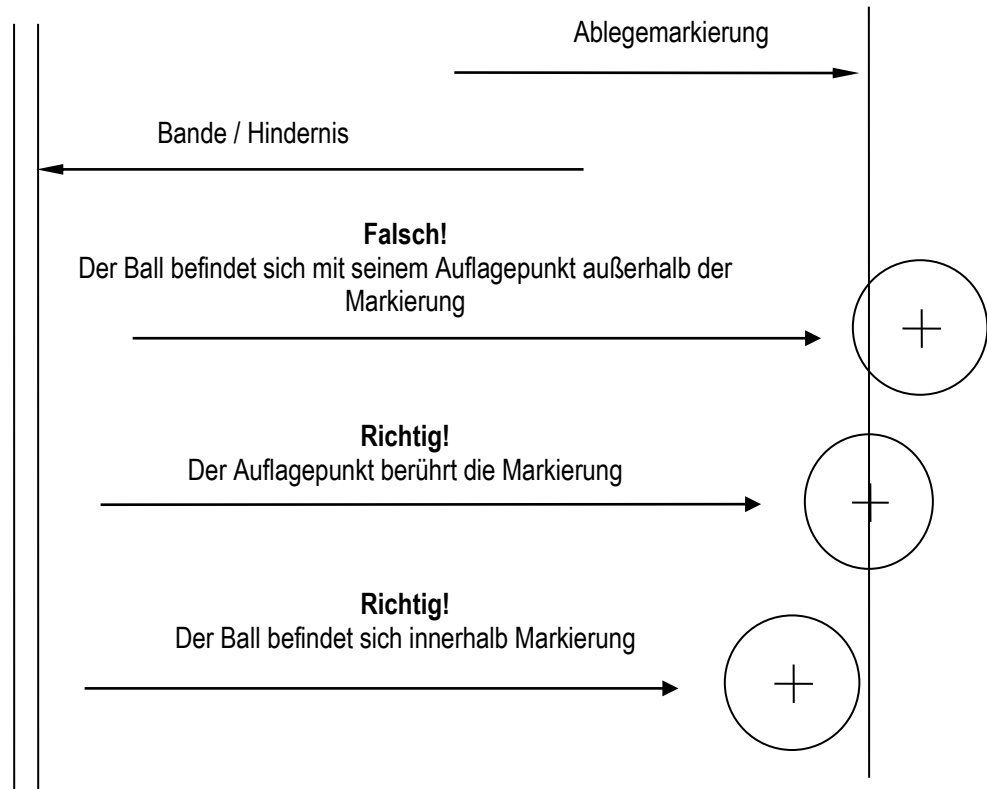 Ablegemarkierung
Bande / Hindernis
Falsch!
Der Ball befindet sich mit seinem Auflagepunkt außerhalb der
Markierung
Richtig!
Der Auflagepunkt berührt die Markierung
Richtig!
Der Ball befindet sich innerhalb Markierung